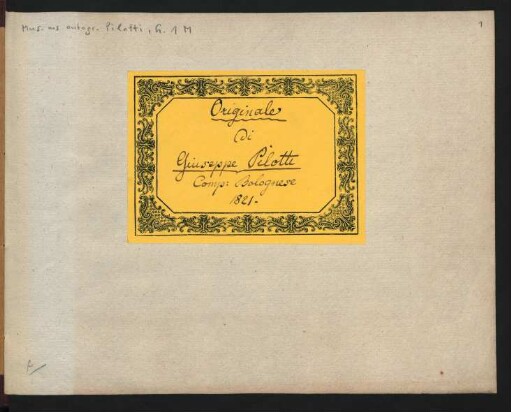 Mus. ms. autogr. Pilotti, G. 1 M
1
Originale
Di
Giuseppe Pilotti
Comp: Bolognese
1821.